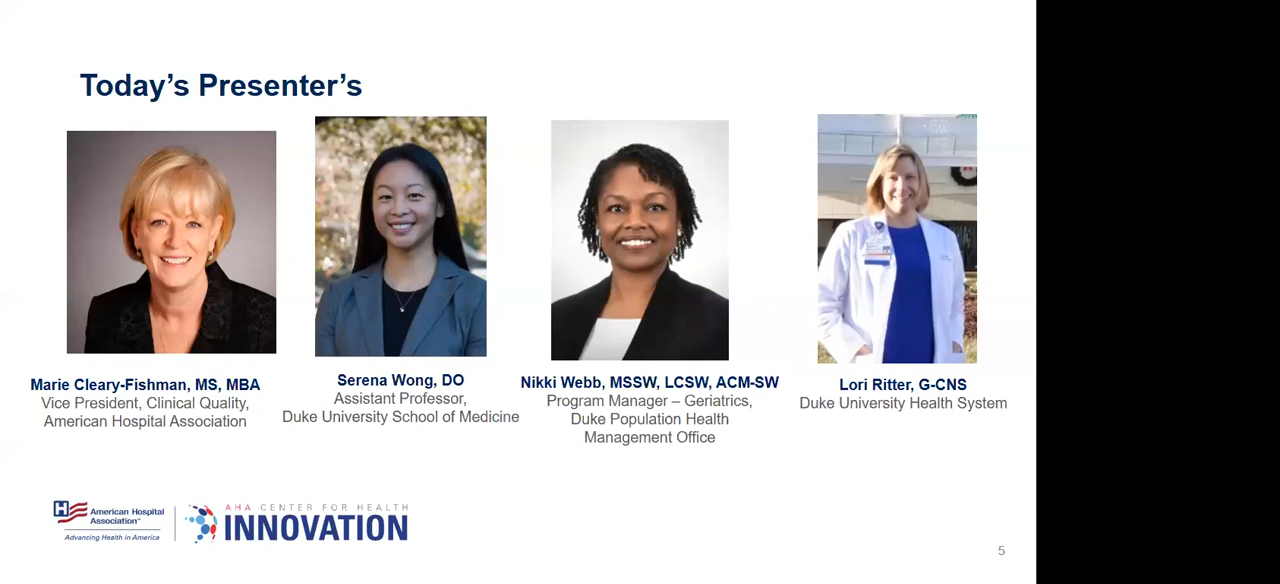 Today's Presenter's
Marie Cleary-Fishman, MS, MBA
Vice President, Clinical Quality,
American Hospital Association
Serena Wong, DO
Assistant Professor,
Duke University School of Medicine
Nikki Webb, MSSW, LCSW, ACM-SW
Program Manager – Geriatrics,
Duke Population Health
Management Office
Lori Ritter, G-CNS
Duke University Health System
H American Hospital
Association™
Advancing Health in America
AHA CENTER FOR HEALTH
INNOVATION
5